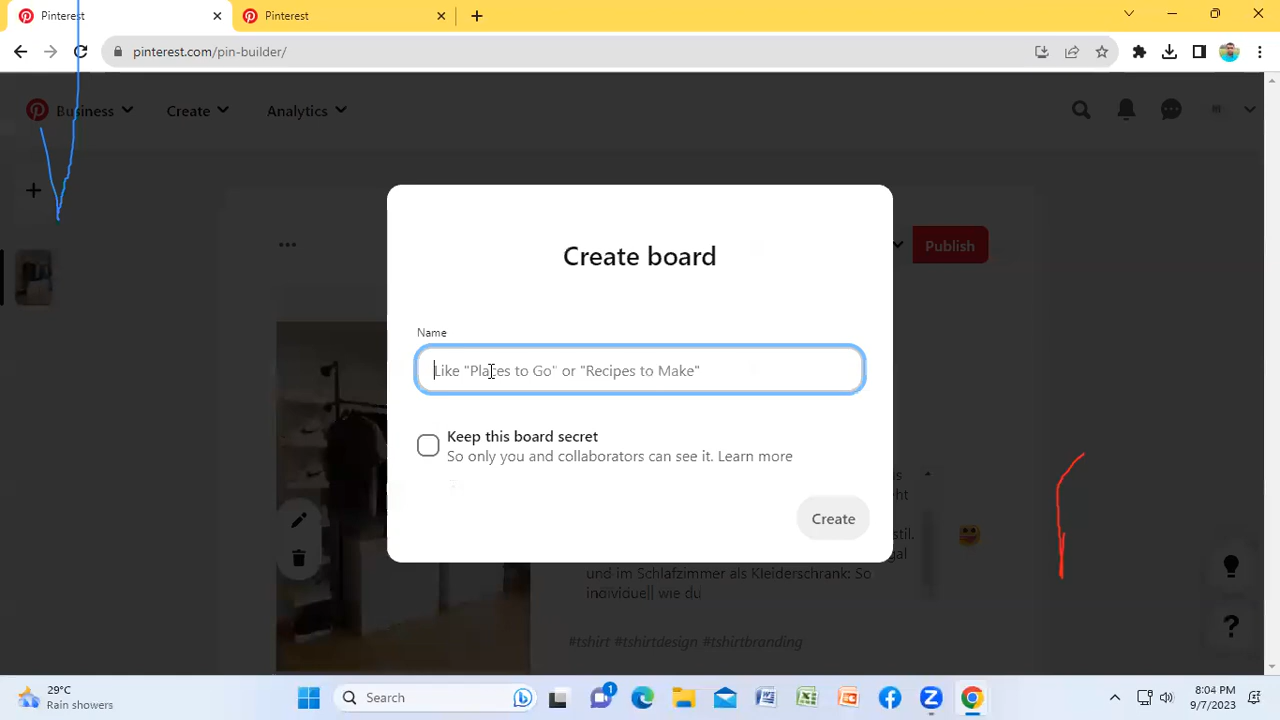 Pinterest
Pinterest
pinterest.com/pin-builder/
Business
Create
Analytics
Publish
Create board
Name
Like "Places to Go" or "Recipes to Make"
Keep this board secret
So only you and collaborators can see it. Learn more
Create
stil.
und im Schlafzimmer als Kleiderschrank: So
individuell wie du
#tshirt #tshirtdesign #tshirtbranding
?
29°C
Rain showers
Search
1
8:04 PM
9/7/2023